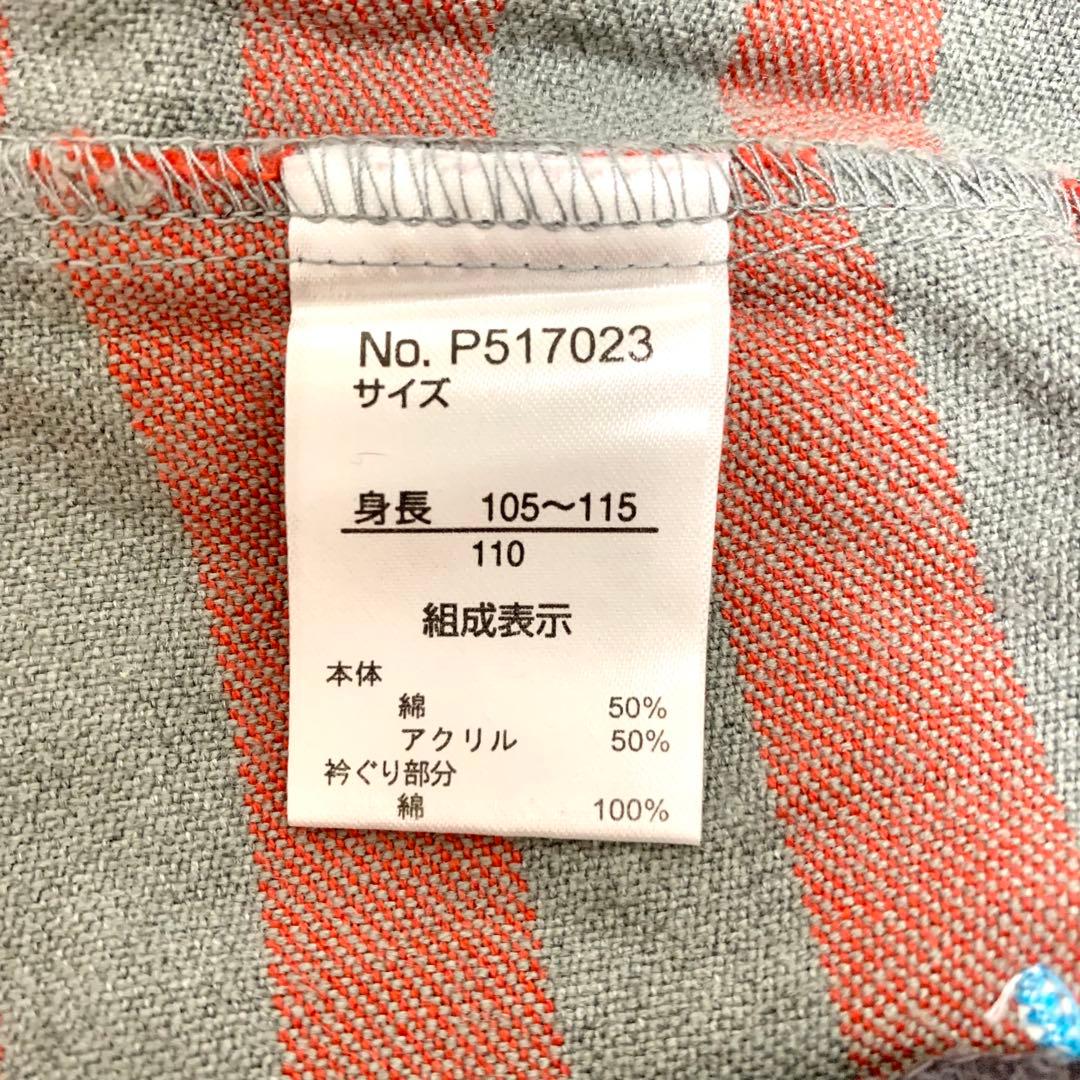 No. P517023
サイズ
身長 105〜115
110
組成表示
本体
綿 50%
アクリル 50%
衿ぐり部分
綿 100%